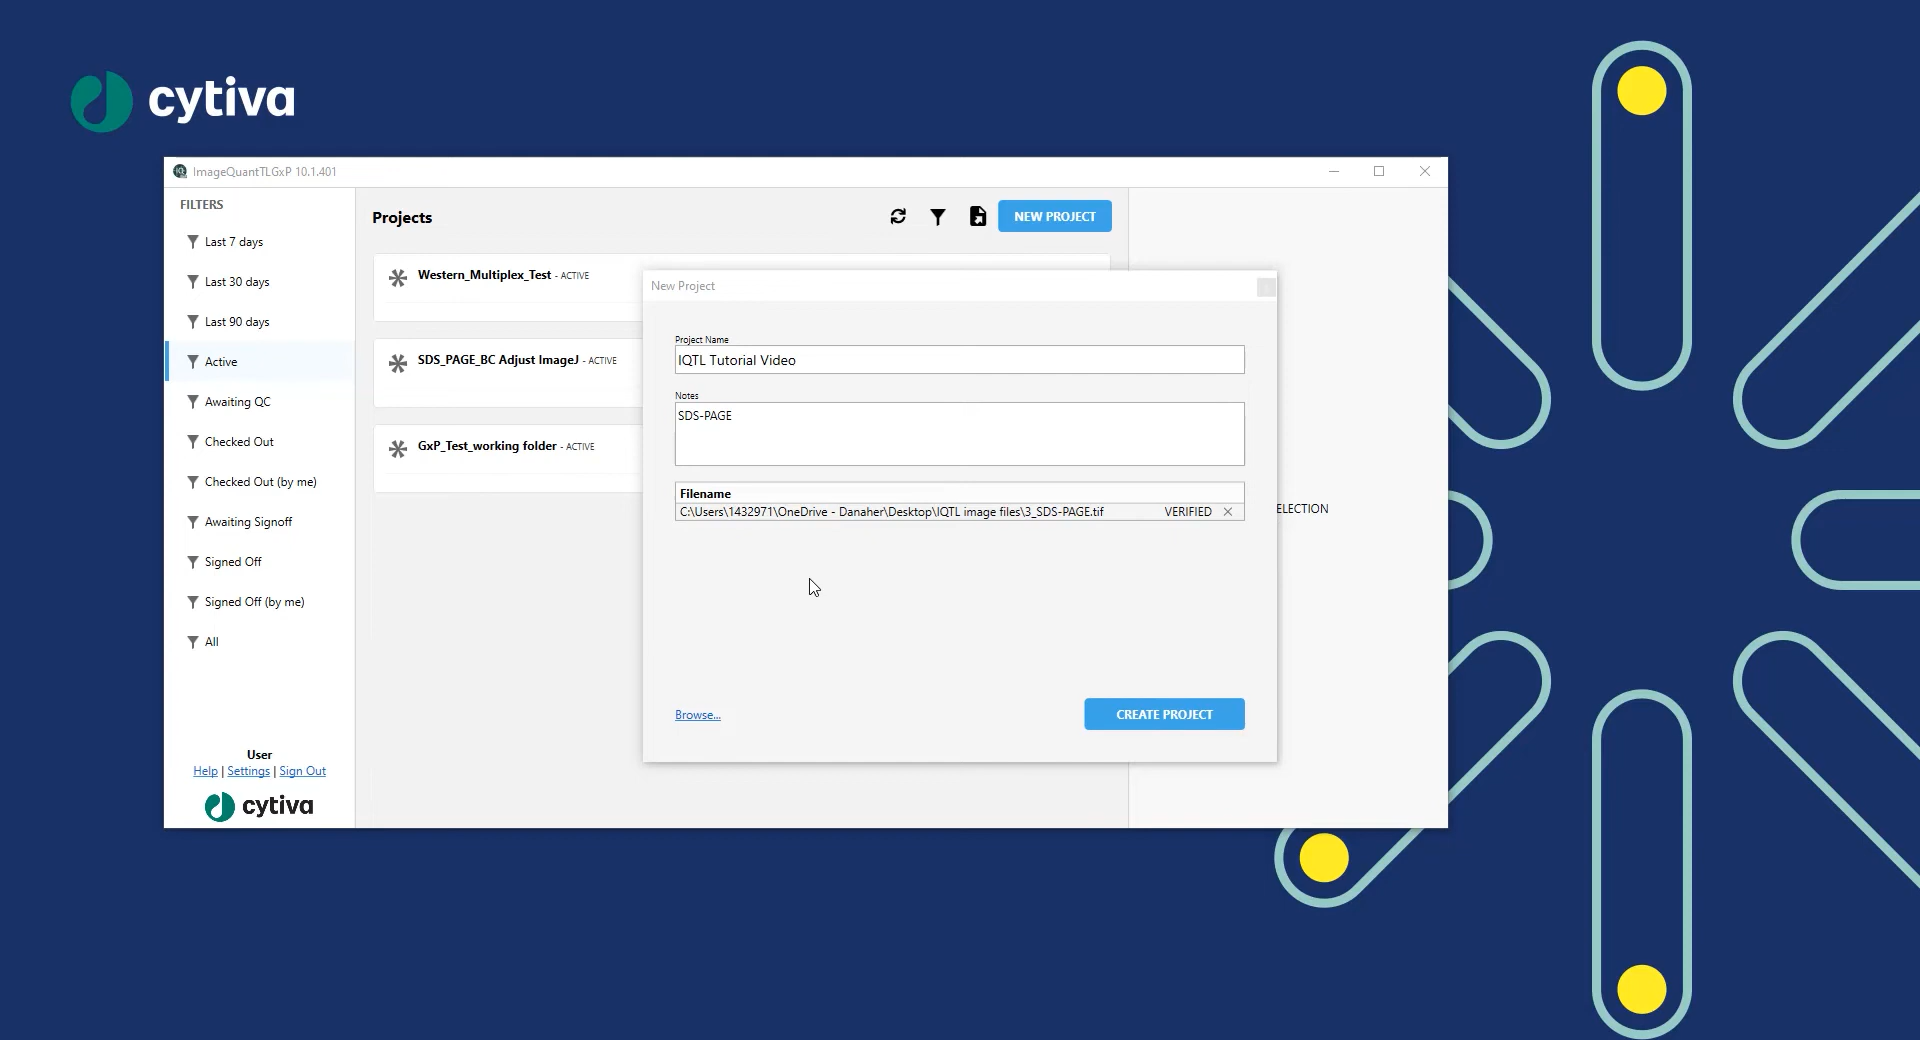 cytiva
ImageQuantTLGxP 10.1.401
FILTERS
Last 7 days
Last 30 days
Last 90 days
Active
Awaiting QC
Checked Out
Checked Out (by me)
Awaiting Signoff
Signed Off
Signed Off (by me)
All
User
Help | Settings | Sign Out
cytiva
Projects
NEW PROJECT
Western_Multiplex_Test - ACTIVE
SDS_PAGE_BC Adjust ImageJ - ACTIVE
GxP_Test_working folder - ACTIVE
New Project
Project Name
IQTL Tutorial Video
Notes
SDS-PAGE
Filename
C:\Users\1432971\OneDrive - Danaher\Desktop\IQTL image files\3_SDS-PAGE.tif VERIFIED
Browse...
CREATE PROJECT
ELECTION